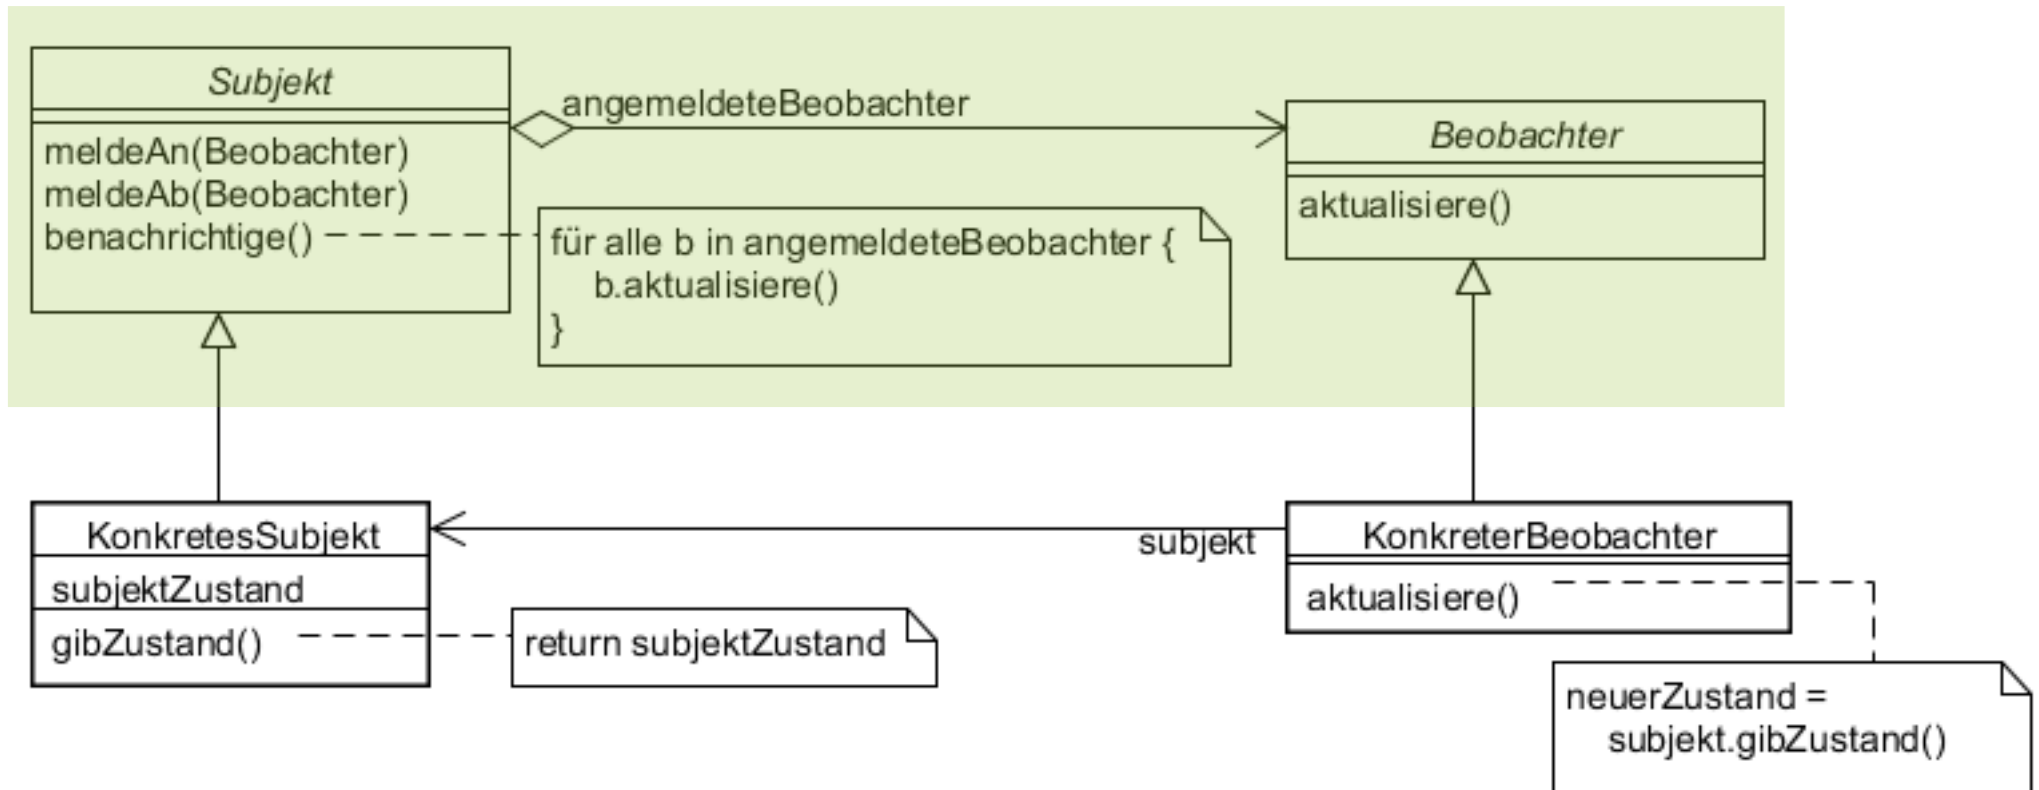 Subjekt
meldeAn(Beobachter)
meldeAb(Beobachter)
benachrichtige()
angemeldeteBeobachter
für alle b in angemeldeteBeobachter {
b.aktualisiere()
}
Beobachter
aktualisiere()
KonkretesSubjekt
subjektZustand
gibZustand()
return subjektZustand
subjekt
KonkreterBeobachter
aktualisiere()
neuerZustand =
subjekt.gibZustand()